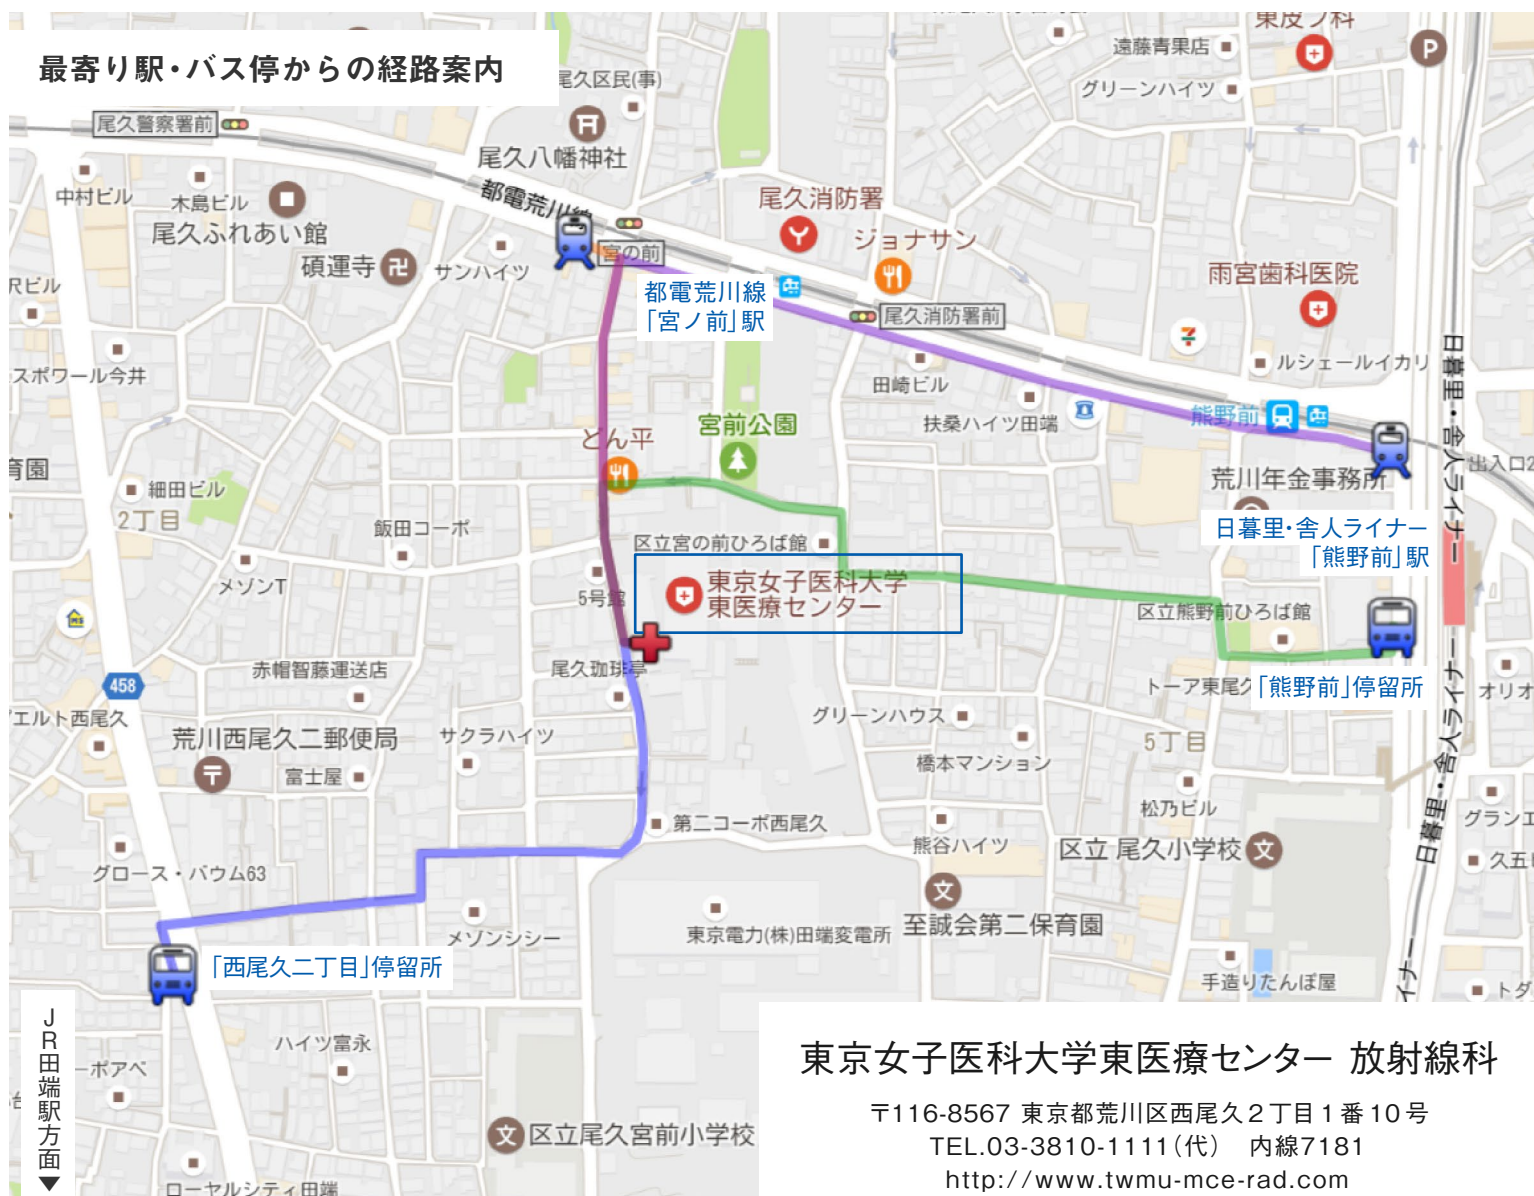 最寄り駅・バス停からの経路案内
尾久区民(事)
遠藤青果店
グリーンハイツ
P
尾久警察署前
尾久八幡神社
中村ビル
木島ビル
尾久ふれあい館
都電荒川線
尾久消防署
ジョナサン
碩運寺
サンハイツ
宮の前
都電荒川線
「宮ノ前」駅
尾久消防署前
雨宮歯科医院
沢ビル
スポワール今井
田崎ビル
ルシェールイカリ
扶桑ハイツ田端
熊野前
日暮里・舎人ライナー
とん平
宮前公園
育園
細田ビル
2丁目
飯田コーポ
荒川年金事務所
出入口2
日暮里・舎人ライナー
「熊野前」駅
区立宮の前ひろば館
メゾンT
5号館
東京女子医科大学
東医療センター
区立熊野前ひろば館
尾久珈琲亭
赤帽智藤運送店
458
トーア東尾久
「熊野前」停留所
オリオ
エルト西尾久
荒川西尾久二郵便局
サクラハイツ
グリーンハウス
5丁目
橋本マンション
富士屋
松乃ビル
日暮里・舎人ライナー
第二コーポ西尾久
熊谷ハイツ
区立 尾久小学校
グランエ
久五
グロース・バウム63
メゾンシシー
東京電力(株)田端変電所
至誠会第二保育園
「西尾久二丁目」停留所
手造りたんぽ屋
イナー
トダ
JR田端駅方面▼
ハイツ富永
ーポアベ
区立尾久宮前小学校
ローヤルシティ田端
東京女子医科大学東医療センター 放射線科
〒116-8567 東京都荒川区西尾久2丁目1番10号
TEL.03-3810-1111(代) 内線7181
http://www.twmu-mce-rad.com